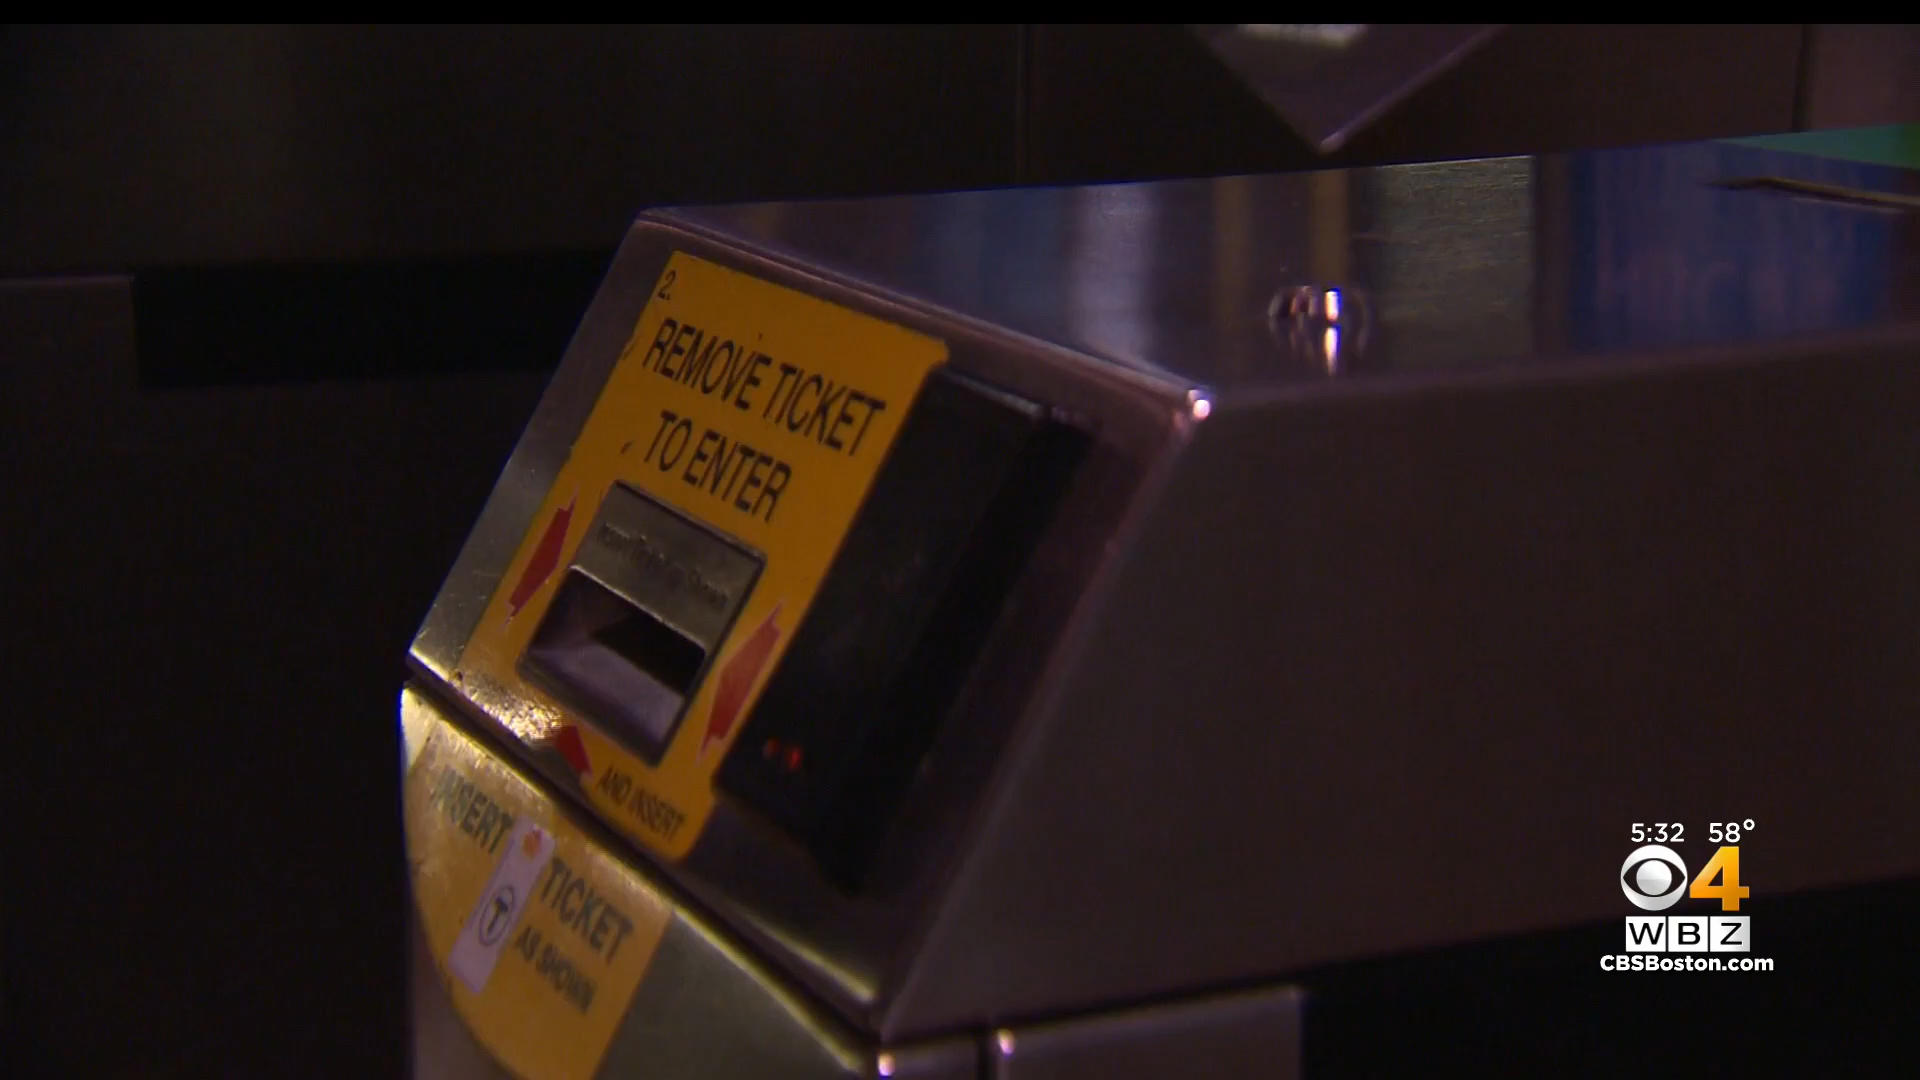 2.
REMOVE TICKET
TO ENTER
AND INSERT
INSERT TICKET
T
AS SHOWN
5:32 58°
4
WBZ
CBSBoston.com